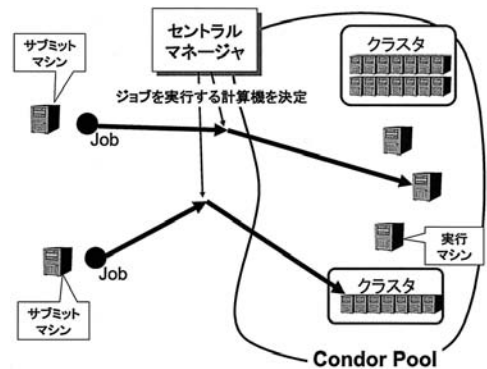 セントラル
マネージャ
クラスタ
サブミット
マシン
ジョブを実行する計算機を決定
Job
実行
マシン
Job
クラスタ
サブミット
マシン
Condor Pool